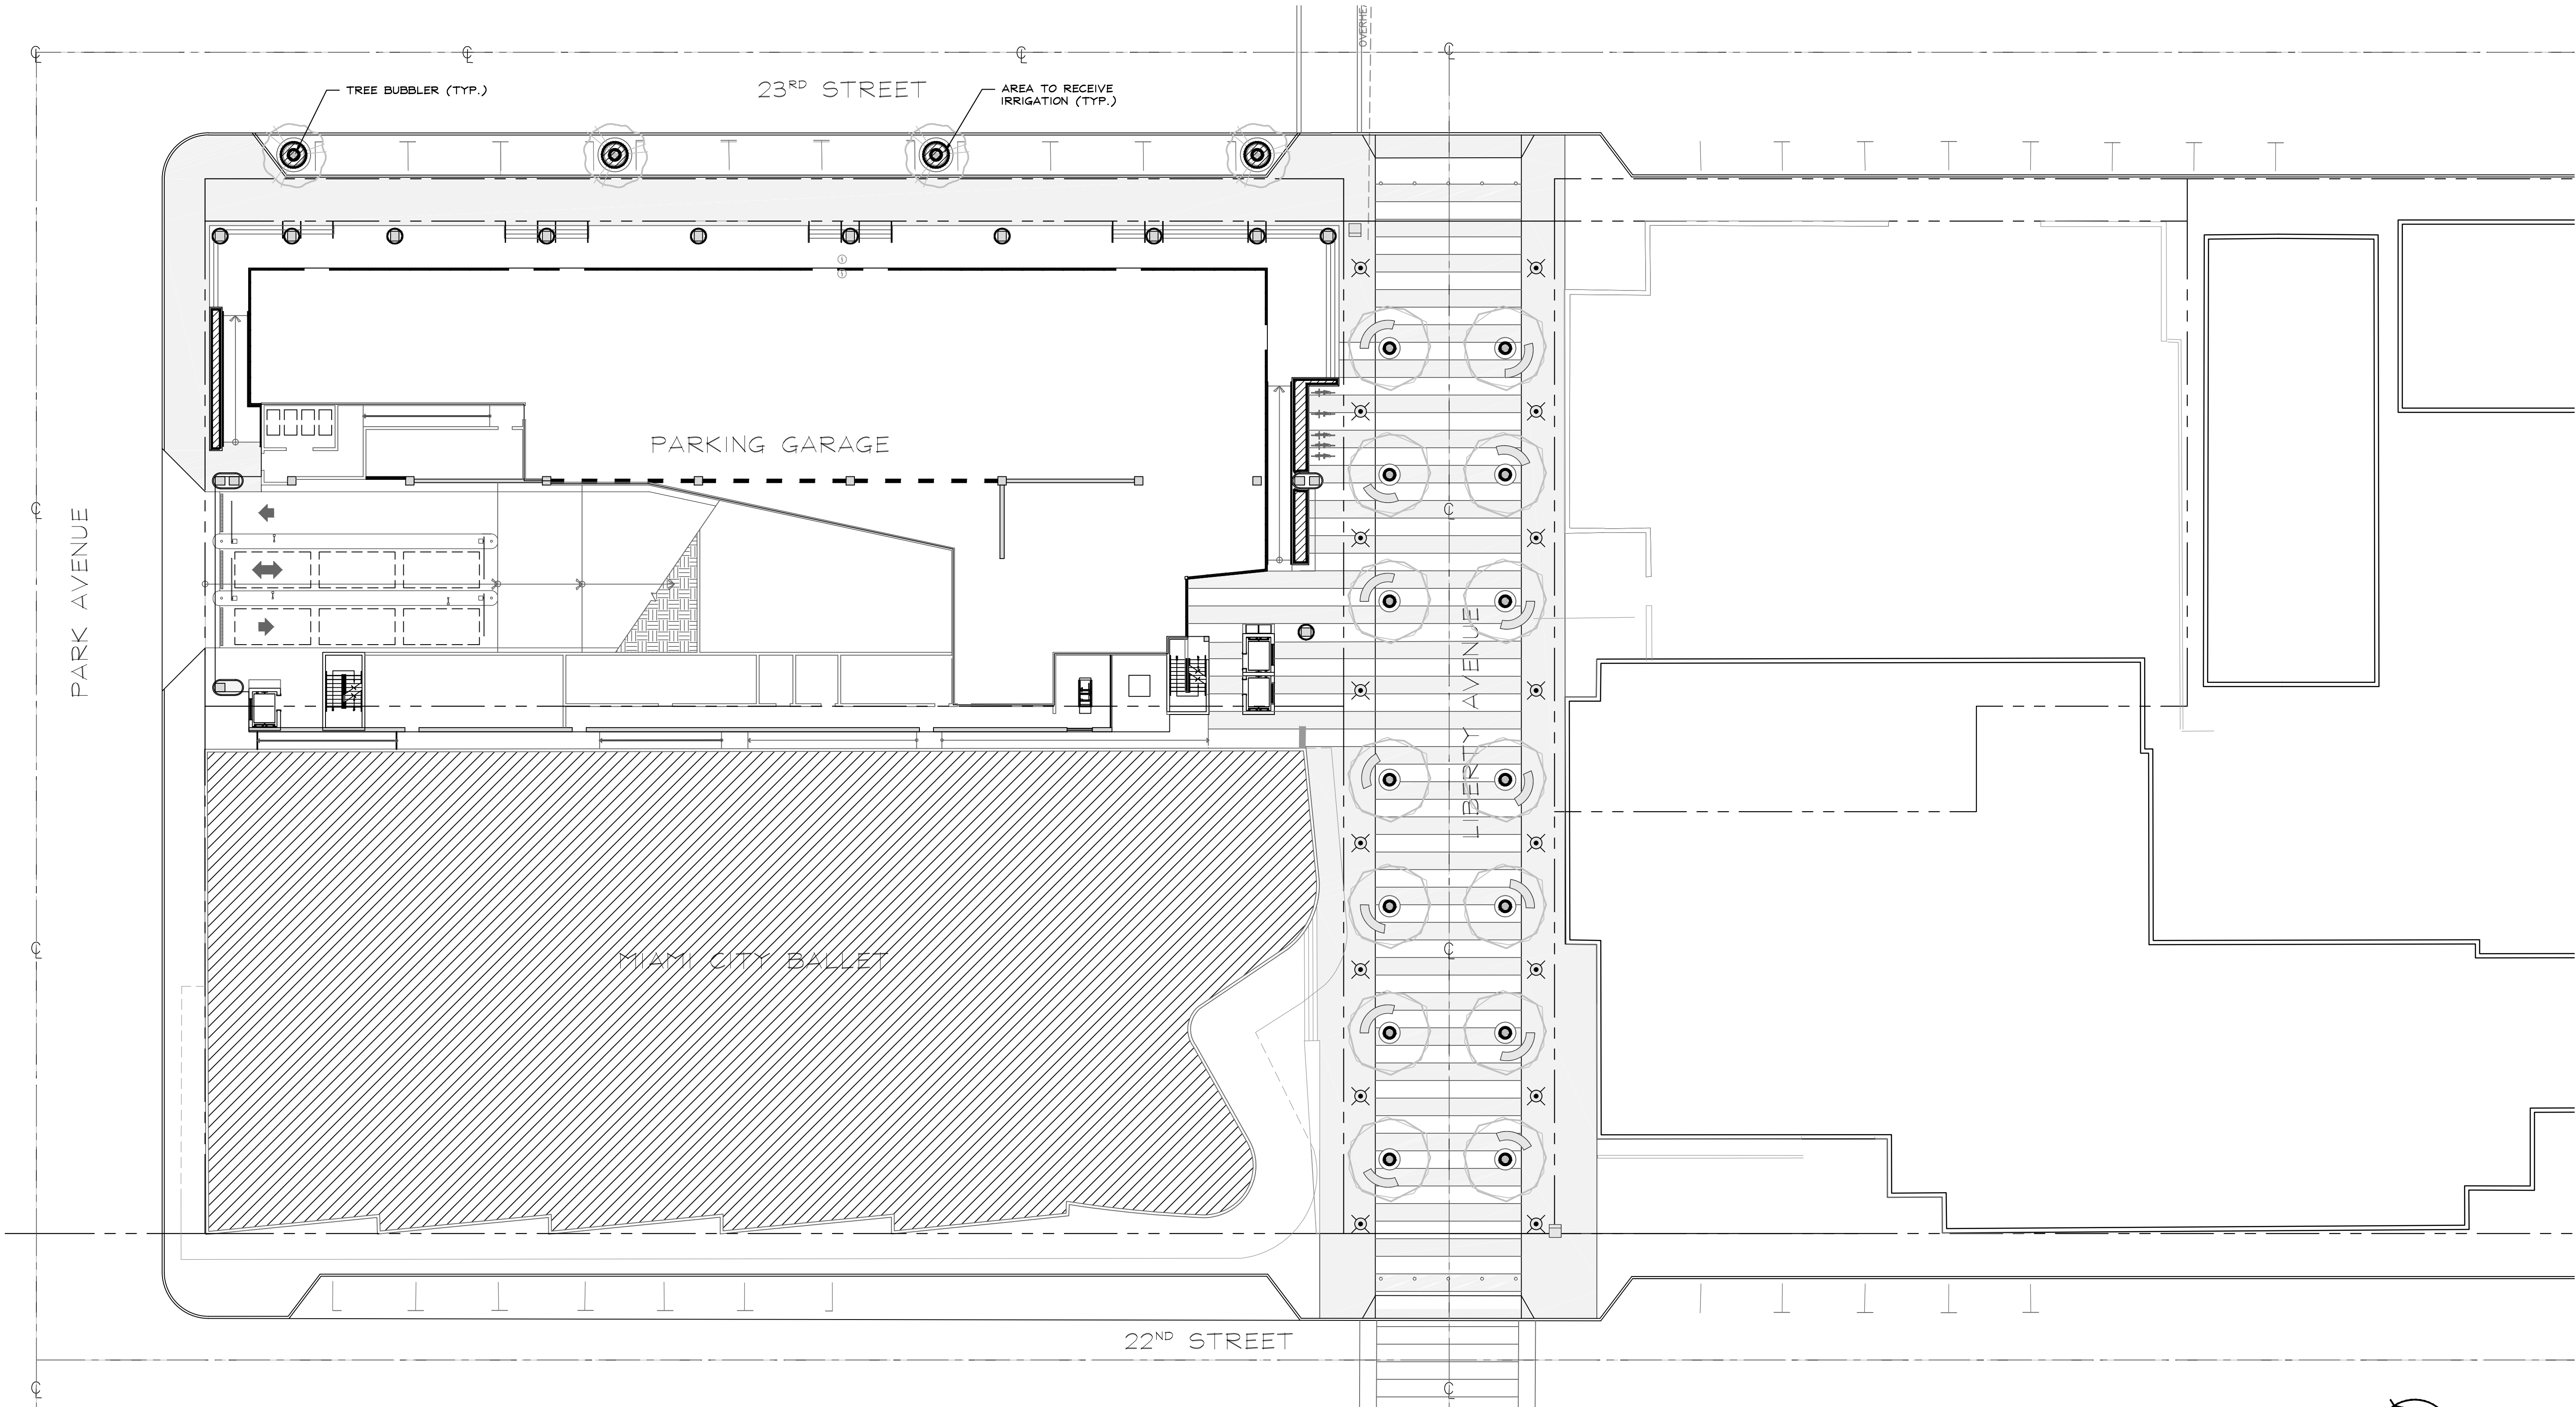 OVERHE
23RD STREET
TREE BUBBLER (TYP.)
AREA TO RECEIVE
IRRIGATION (TYP.)
PARKING GARAGE
PARK AVENUE
LIBERTY AVENUE
MIAMI CITY BALLET
22ND STREET